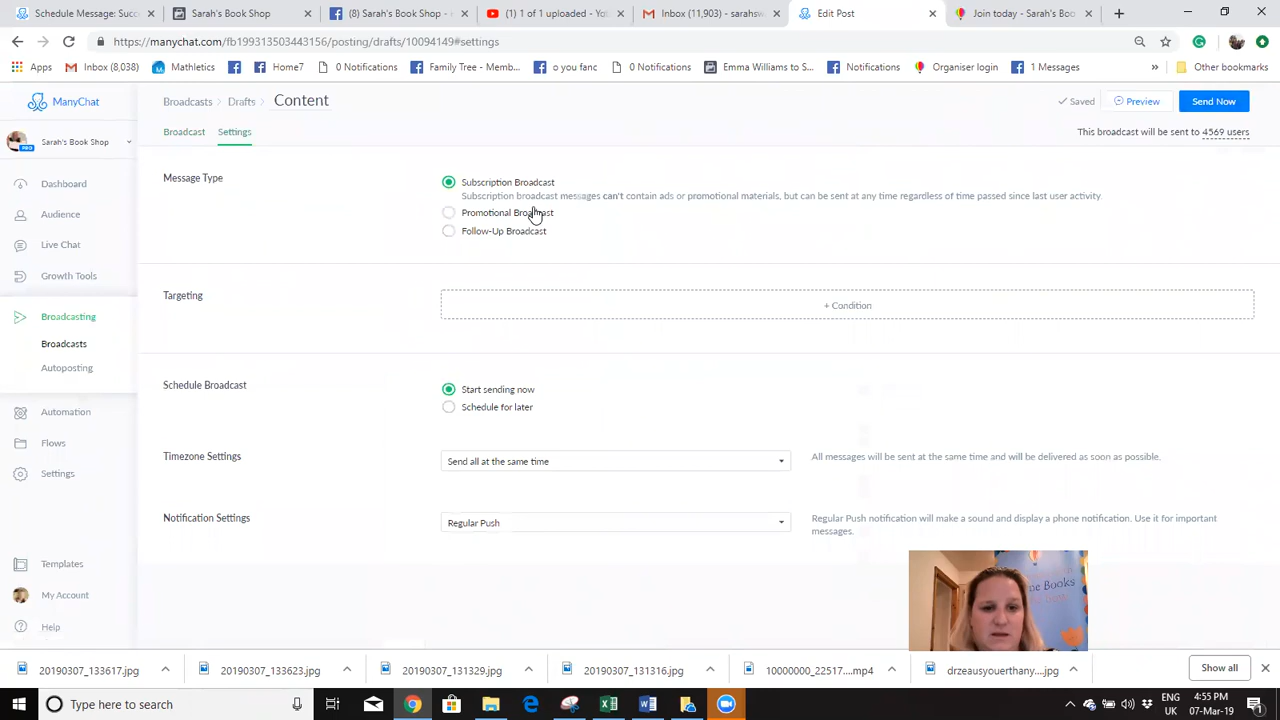 Schedule Message: Succ
Sarah's Book Shop
(8) Sarah's Book Shop -
(1) 1 of 1 uploaded - You
Inbox (11,903) - sarahsw
Edit Post
Join today - Sarah's Boo
https://manychat.com/fb199313503443156/posting/drafts/10094149#settings
Apps
Inbox (8,038)
Mathletics
Home7
0 Notifications
Family Tree - Memb...
o you fanc
0 Notifications
Emma Williams to S...
Notifications
Organiser login
1 Messages
»
Other bookmarks
ManyChat
Broadcasts
Drafts
Content
Saved
Preview
Send Now
Sarah's Book Shop
PRO
Broadcast
Settings
This broadcast will be sent to 4569 users
Dashboard
Audience
Live Chat
Growth Tools
Broadcasting
Broadcasts
Autoposting
Automation
Flows
Settings
Templates
My Account
Help
Message Type
Subscription Broadcast
Subscription broadcast messages can't contain ads or promotional materials, but can be sent at any time regardless of time passed since last user activity.
Promotional Broadcast
Follow-Up Broadcast
Targeting
+ Condition
Schedule Broadcast
Start sending now
Schedule for later
Timezone Settings
Send all at the same time
All messages will be sent at the same time and will be delivered as soon as possible.
Notification Settings
Regular Push
Regular Push notification will make a sound and display a phone notification. Use it for important
messages.
ne Books
20190307_133617.jpg
20190307_133623.jpg
20190307_131329.jpg
20190307_131316.jpg
10000000_22517....mp4
drzeausyouerthany....jpg
Show all
Type here to search
ENG
UK
4:55 PM
07-Mar-19